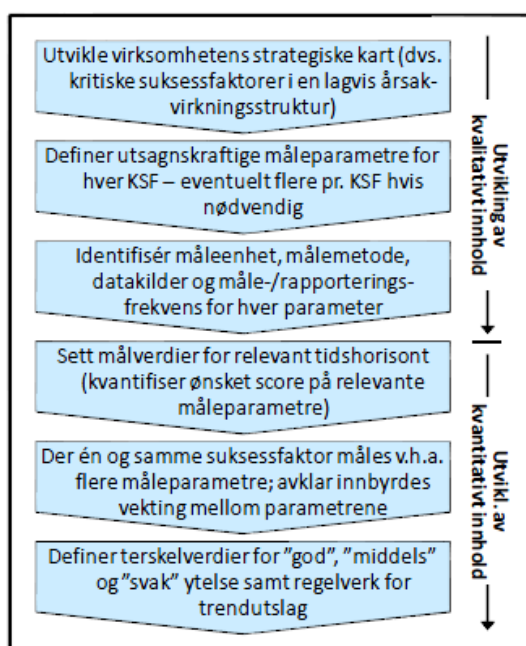 Utvikle virksomhetens strategiske kart (dvs.
kritiske suksessfaktorer i en lagvis årsak-
virkningsstruktur)
Definer utsagnskraftige måleparametre for
hver KSF – eventuelt flere pr. KSF hvis
nødvendig
Identifisér måleenhet, målemetode,
datakilder og måle-/rapporterings-
frekvens for hver parameter
Sett målverdier for relevant tidshorisont
(kvantifiser ønsket score på relevante
måleparametre)
Der én og samme suksessfaktor måles v.h.a.
flere måleparametre; avklar innbyrdes
vekting mellom parametrene
Definer terskelverdier for ”god”, ”middels”
og ”svak” ytelse samt regelverk for
trendutslag
Utvikling av
kvalitativt innhold
Utvikl. av
kvantitativt innhold